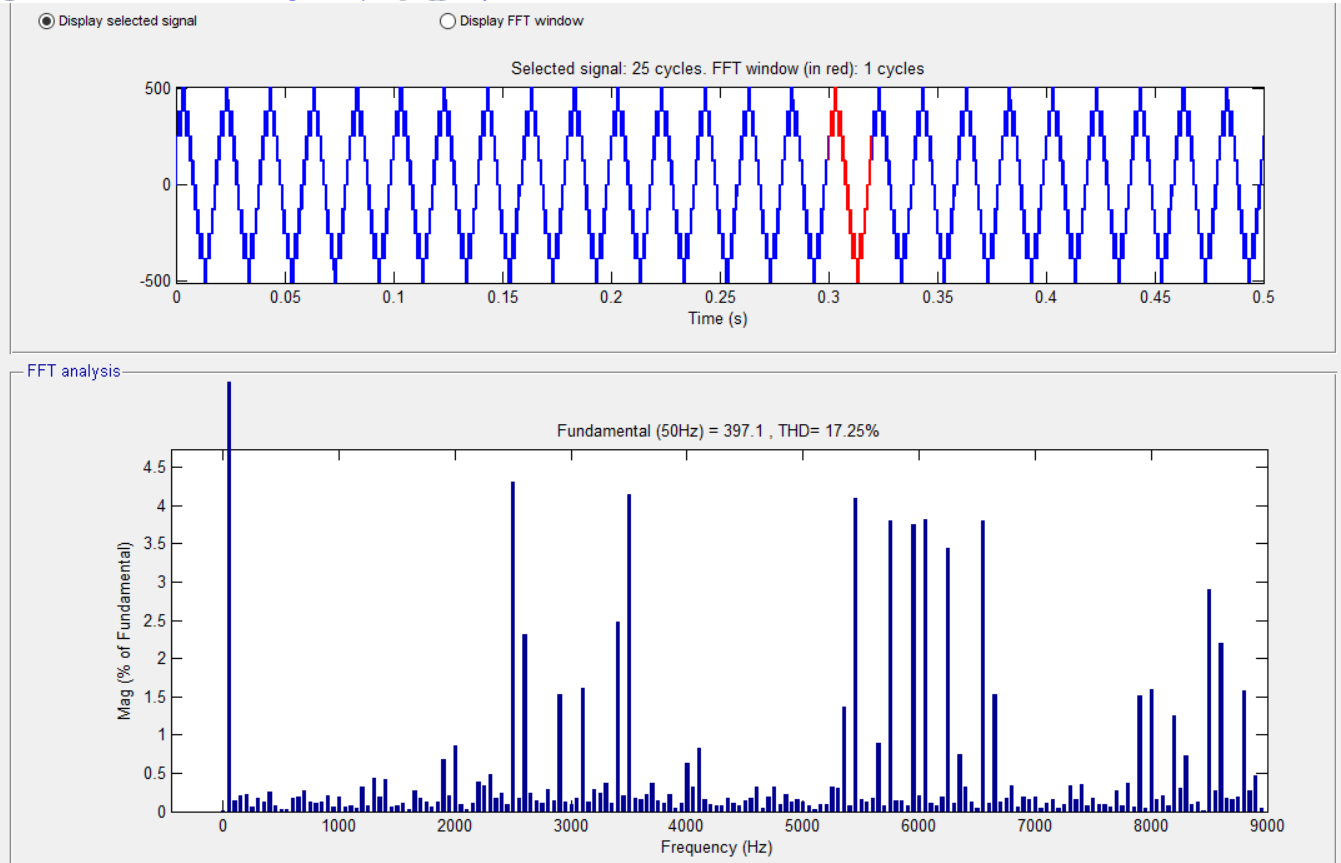 Display selected signal
Display FFT window
Selected signal: 25 cycles. FFT window (in red): 1 cycles
500
0
-500
0 0.05 0.1 0.15 0.2 0.25 0.3 0.35 0.4 0.45 0.5
Time (s)
FFT analysis
Fundamental (50Hz) = 397.1 , THD= 17.25%
4.5
4
3.5
3
2.5
2
1.5
1
0.5
0
Mag (% of Fundamental)
0 1000 2000 3000 4000 5000 6000 7000 8000 9000
Frequency (Hz)